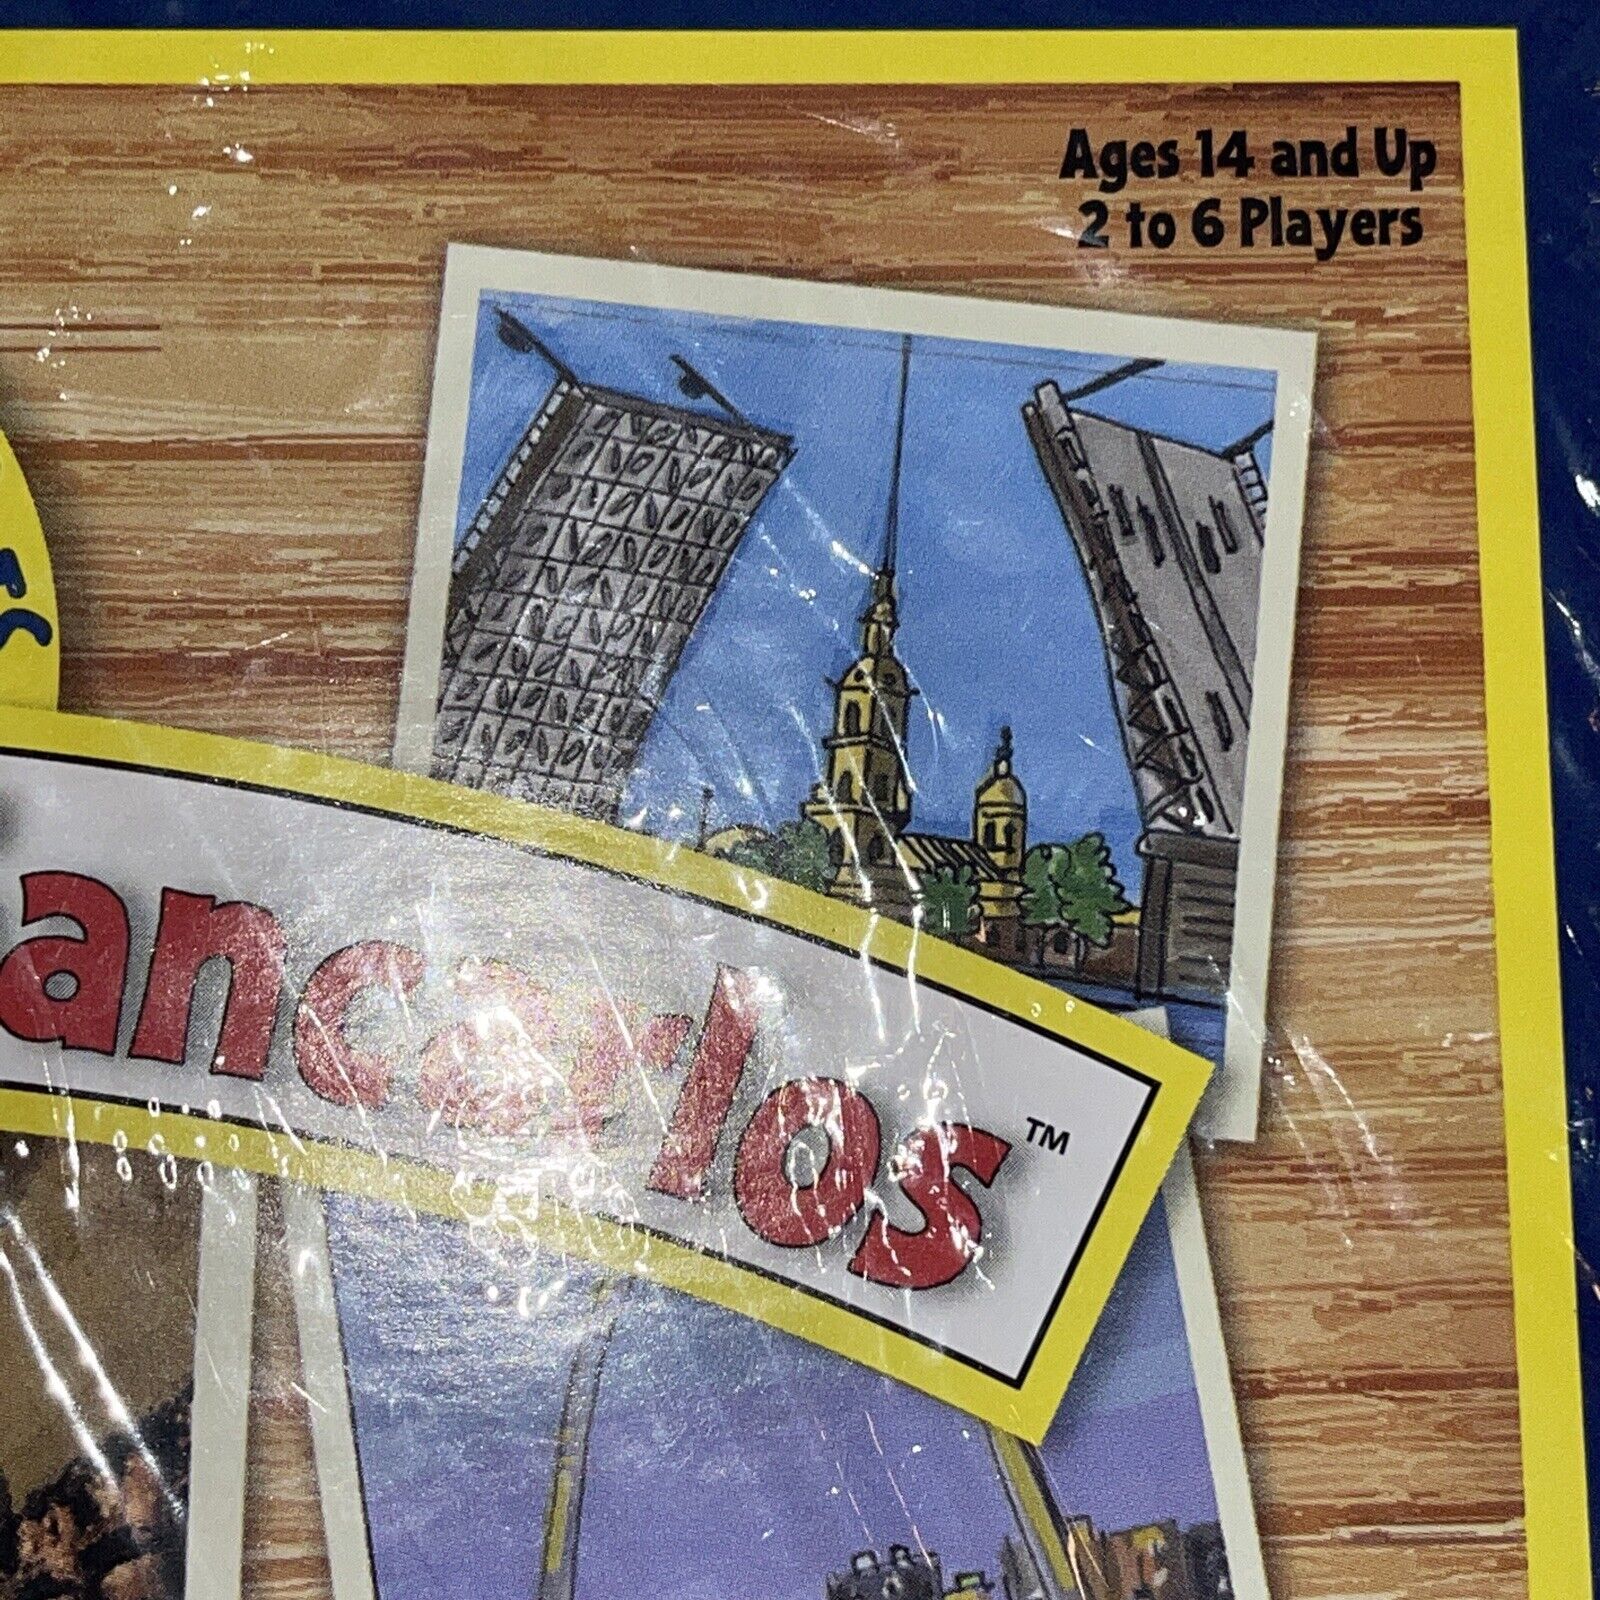 Ages 14 and Up
2 to 6 Players
ancarlos™